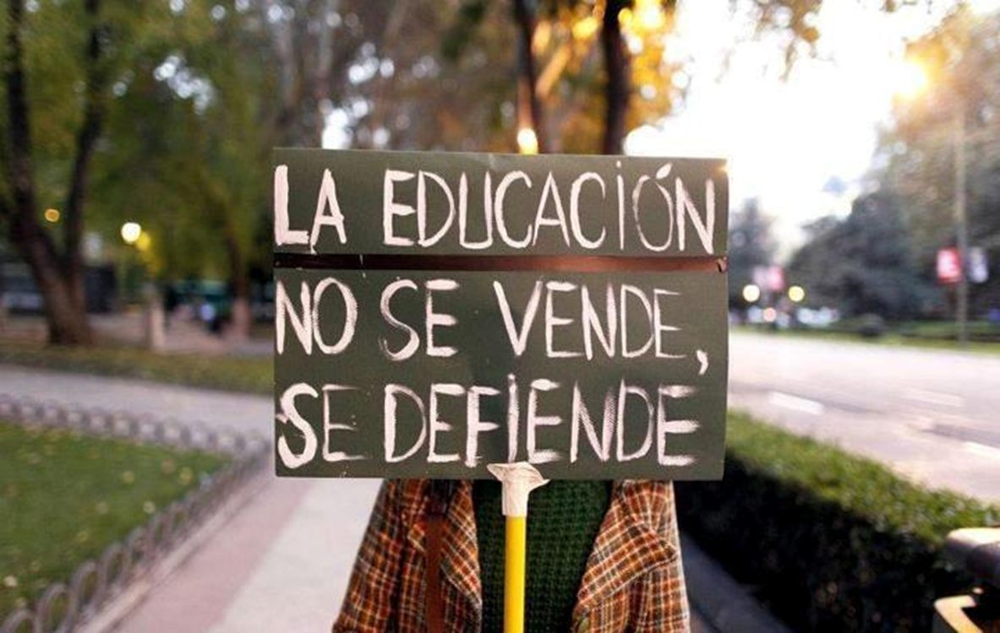 LA EDUCACIÓN
NO SE VENDE,
SE DEFIENDE